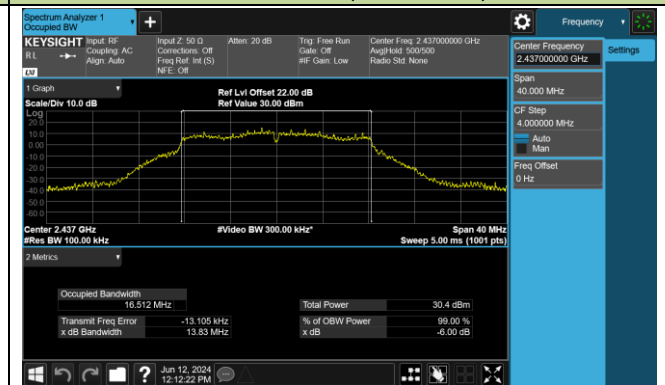 Spectrum Analyzer 1
Occupied BW
+
Frequency
KEYSIGHT
RL
LXI
Input: RF
Coupling: AC
Align: Auto
Input Z: 50 Ω
Corrections: Off
Freq Ref: Int (S)
NFE: Off
Atten: 20 dB
Trig: Free Run
Gate: Off
#IF Gain: Low
Center Freq: 2.437000000 GHz
Avg|Hold: 500/500
Radio Std: None
Center Frequency
2.437000000 GHz
Settings
Span
40.000 MHz
CF Step
4.000000 MHz
Auto
Man
Freq Offset
0 Hz
1 Graph
Scale/Div 10.0 dB
Ref Lvl Offset 22.00 dB
Ref Value 30.00 dBm
Log
20.0
10.0
0.00
-10.0
-20.0
-30.0
-40.0
-50.0
-60.0
Center 2.437 GHz
#Res BW 100.00 kHz
#Video BW 300.00 kHz*
Span 40 MHz
Sweep 5.00 ms (1001 pts)
2 Metrics
Occupied Bandwidth
16.512 MHz
Total Power 30.4 dBm
Transmit Freq Error -13.105 kHz
% of OBW Power 99.00 %
x dB Bandwidth 13.83 MHz
x dB -6.00 dB
?
Jun 12, 2024
12:12:22 PM